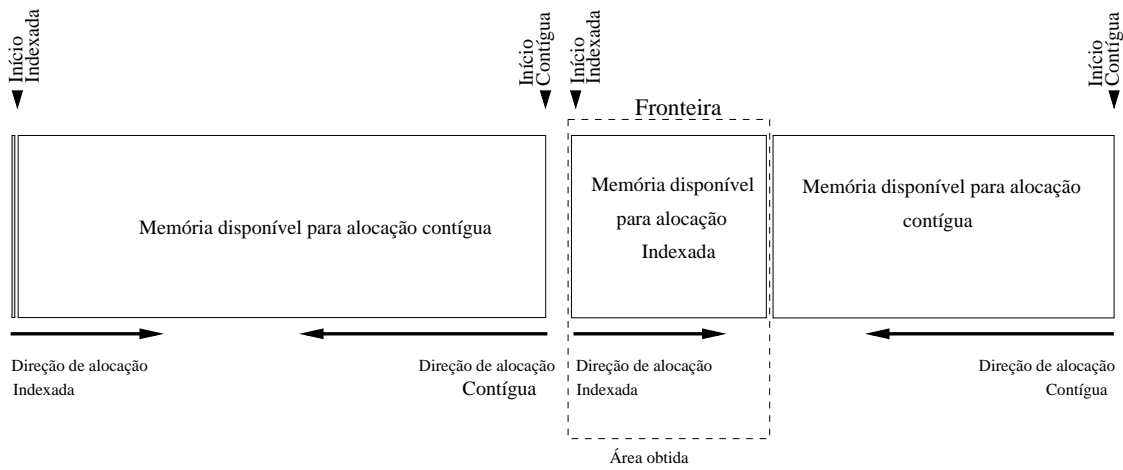 Início
Indexada
Início
Contígua
Início
Indexada
Início
Contígua
Fronteira
Memória disponível para alocação contígua
Memória disponível
para alocação
Indexada
Memória disponível para alocação
contígua
Direção de alocação
Indexada
Direção de alocação
Contígua
Direção de alocação
Indexada
Direção de alocação
Contígua
Área obtida